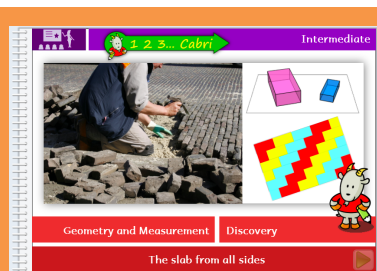 1 2 3... Cabri
Intermediate
Geometry and Measurement
Discovery
The slab from all sides